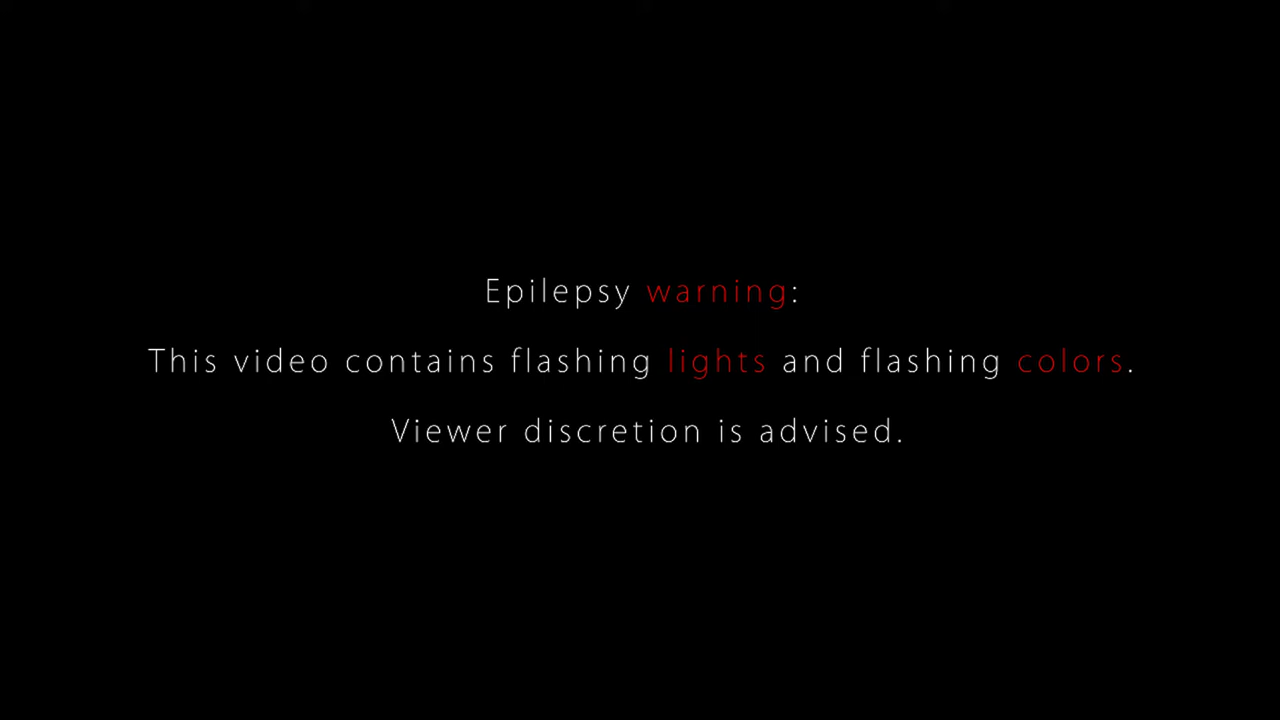 Epilepsy warning:
This video contains flashing lights and flashing colors.
Viewer discretion is advised.